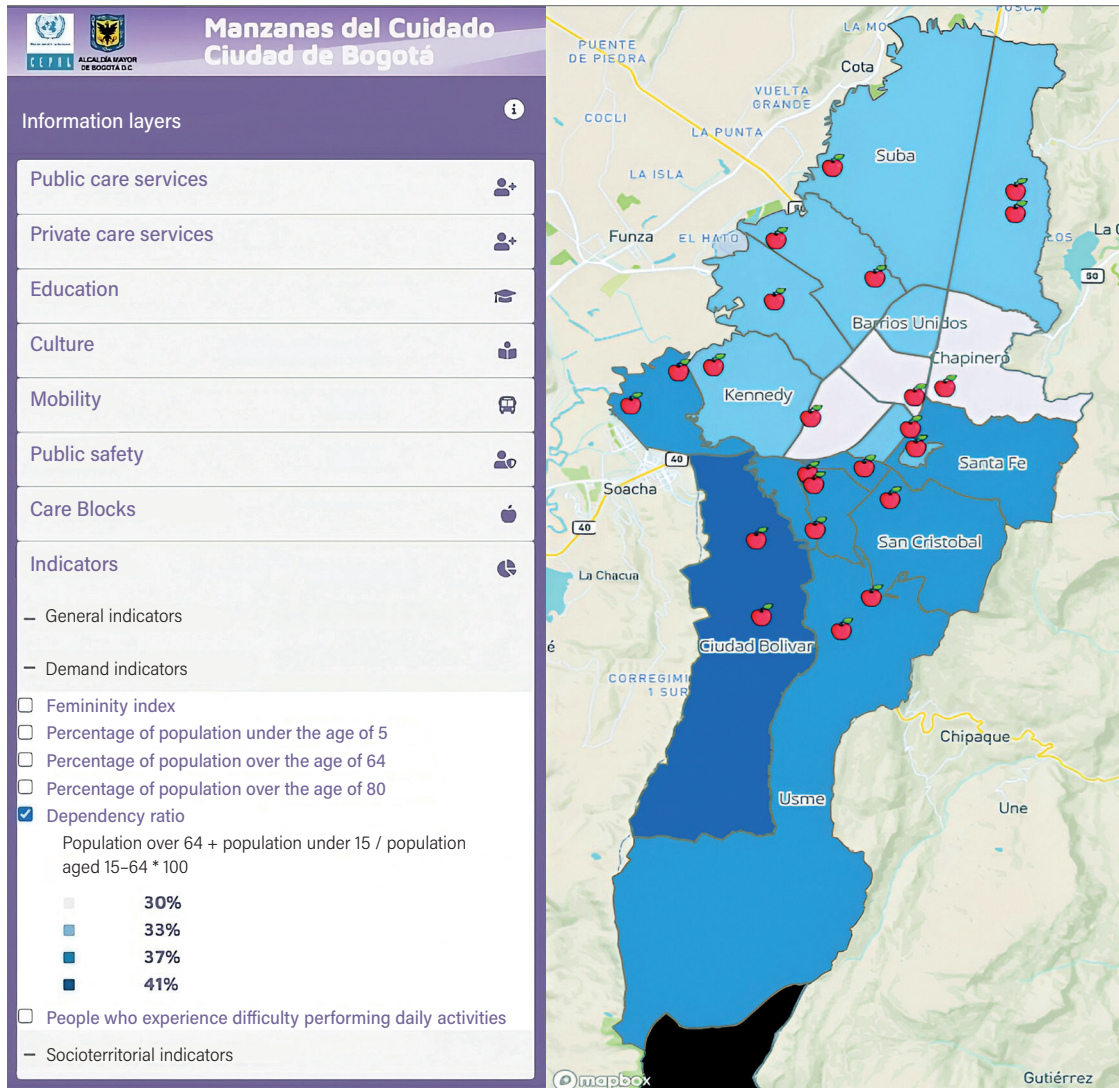 CEPAL
ALCALDÍA MAYOR
DE BOGOTÁ D.C.
Manzanas del Cuidado
Ciudad de Bogotá
Information layers
Public care services
Private care services
Education
Culture
Mobility
Public safety
Care Blocks
Indicators
– General indicators
– Demand indicators
Femininity index
Percentage of population under the age of 5
Percentage of population over the age of 64
Percentage of population over the age of 80
Dependency ratio
Population over 64 + population under 15 / population
aged 15–64 * 100
30%
33%
37%
41%
People who experience difficulty performing daily activities
– Socioterritorial indicators
LA MO
PUENTE
DE PIEDRA
Cota
VUELTA
GRANDE
COCLI
LA PUNTA
Suba
LA ISLA
Funza
EL HATO
LOS
La C
50
Barrios Unidos
Chapinero
Kennedy
40
Santa Fe
Soacha
40
San Cristobal
La Chacua
é
Ciudad Bolivar
CORREGIMI
1 SUR
Chipaque
Usme
Une
mapbox
Gutiérrez